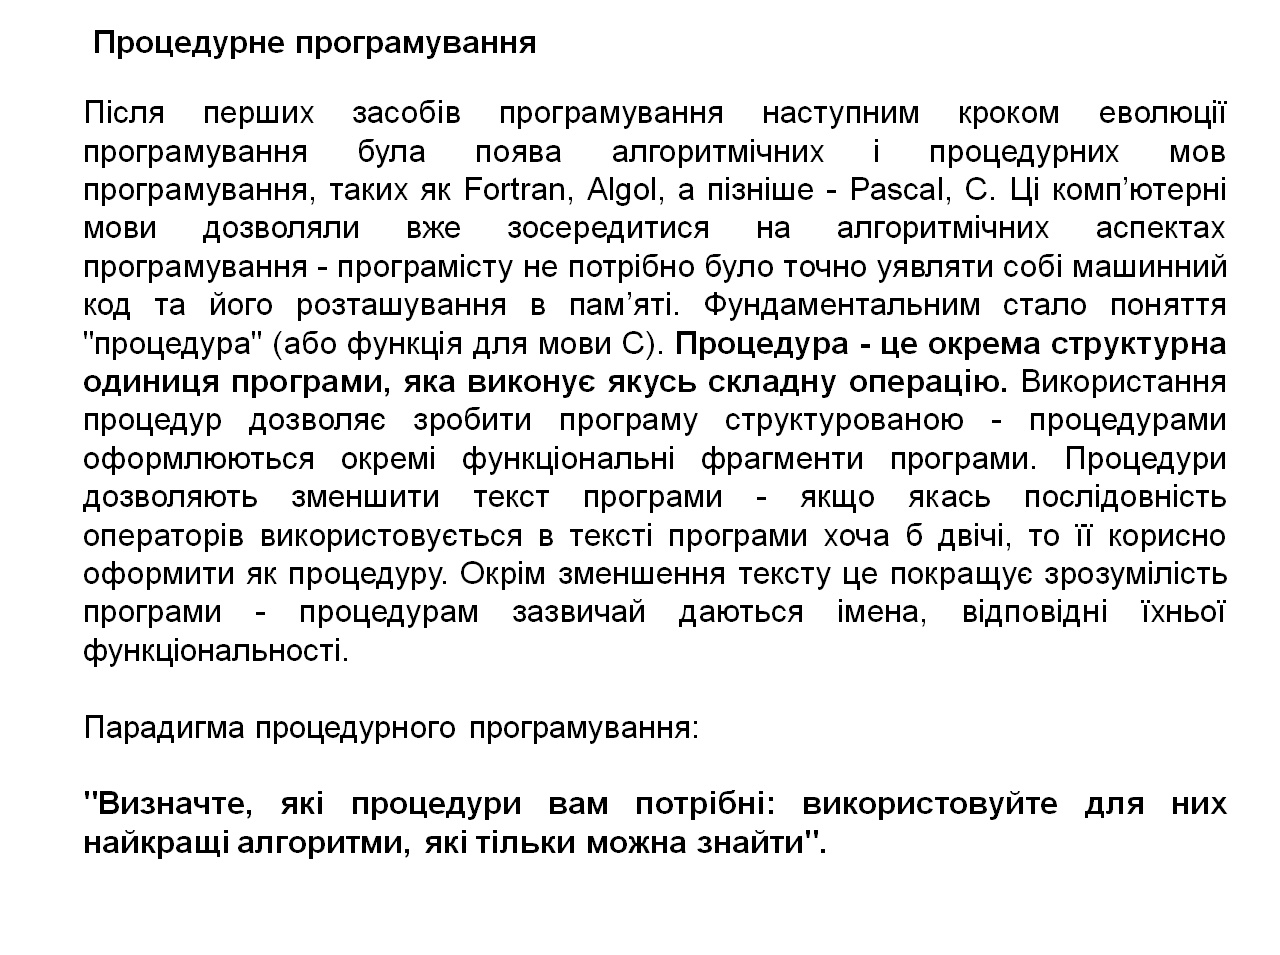 Процедурне програмування
Після перших засобів програмування наступним кроком еволюції
програмування була поява алгоритмічних і процедурних мов
програмування, таких як Fortran, Algol, а пізніше - Pascal, C. Ці комп’ютерні
мови дозволяли вже зосередитися на алгоритмічних аспектах
програмування - програмісту не потрібно було точно уявляти собі машинний
код та його розташування в пам’яті. Фундаментальним стало поняття
"процедура" (або функція для мови С). Процедура - це окрема структурна
одиниця програми, яка виконує якусь складну операцію. Використання
процедур дозволяє зробити програму структурованою - процедурами
оформлюються окремі функціональні фрагменти програми. Процедури
дозволяють зменшити текст програми - якщо якась послідовність
операторів використовується в тексті програми хоча б двічі, то її корисно
оформити як процедуру. Окрім зменшення тексту це покращує зрозумілість
програми - процедурам зазвичай даються імена, відповідні їхньої
функціональності.
Парадигма процедурного програмування:
"Визначте, які процедури вам потрібні: використовуйте для них
найкращі алгоритми, які тільки можна знайти".